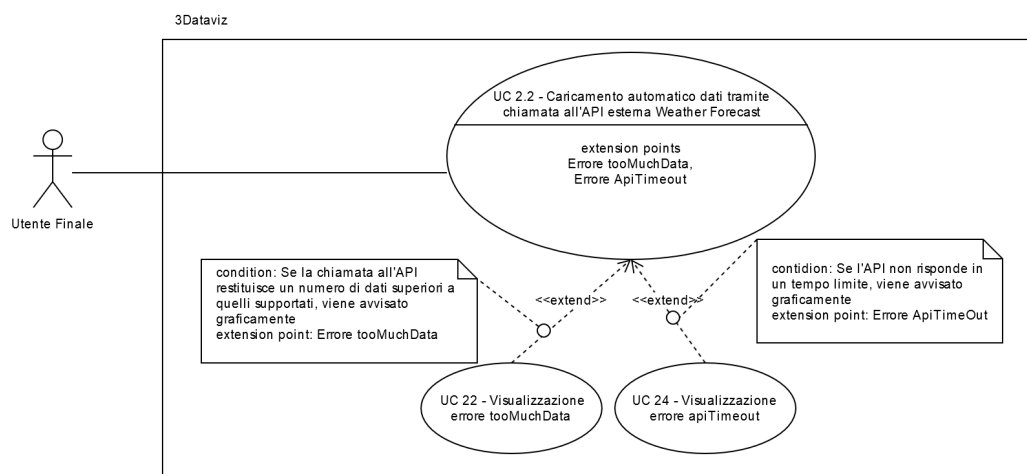 3Dataviz
UC 2.2 - Caricamento automatico dati tramite
chiamata all'API esterna Weather Forecast
extension points
Errore tooMuchData,
Errore ApiTimeout
Utente Finale
condition: Se la chiamata all'API
restituisce un numero di dati superiori a
quelli supportati, viene avvisato
graficamente
extension point: Errore tooMuchData
<<extend>>
<<extend>>
contidion: Se l'API non risponde in
un tempo limite, viene avvisato
graficamente
extension point: Errore ApiTimeOut
UC 22 - Visualizzazione
errore tooMuchData
UC 24 - Visualizzazione
errore apiTimeout